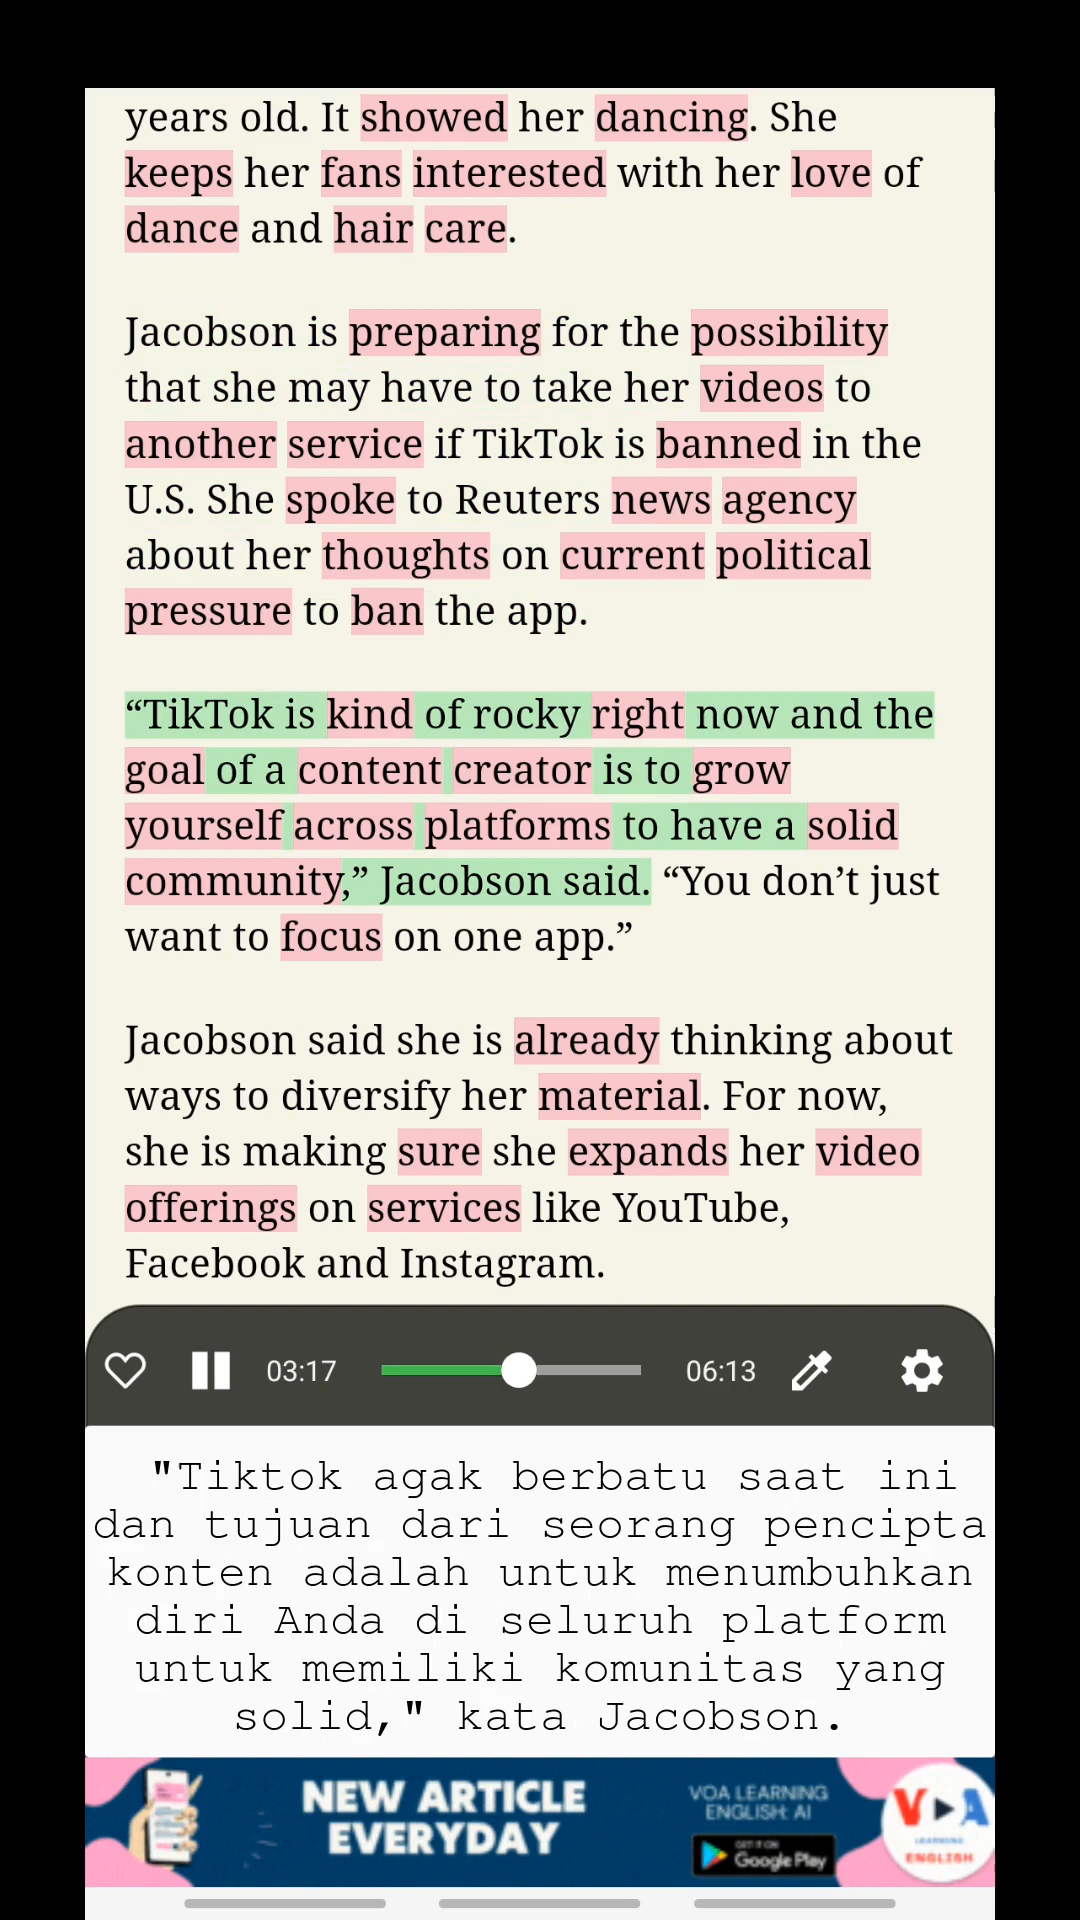 years old. It showed her dancing. She
keeps her fans interested with her love of
dance and hair care.
Jacobson is preparing for the possibility
that she may have to take her videos to
another service if TikTok is banned in the
U.S. She spoke to Reuters news agency
about her thoughts on current political
pressure to ban the app.
“TikTok is kind of rocky right now and the
goal of a content creator is to grow
yourself across platforms to have a solid
community,” Jacobson said. “You don’t just
want to focus on one app.”
Jacobson said she is already thinking about
ways to diversify her material. For now,
she is making sure she expands her video
offerings on services like YouTube,
Facebook and Instagram.
03:17 06:13
"Tiktok agak berbatu saat ini
dan tujuan dari seorang pencipta
konten adalah untuk menumbuhkan
diri Anda di seluruh platform
untuk memiliki komunitas yang
solid," kata Jacobson.
NEW ARTICLE
EVERYDAY
VOA LEARNING
ENGLISH: AI
GET IT ON
Google Play
VOA
LEARNING
ENGLISH